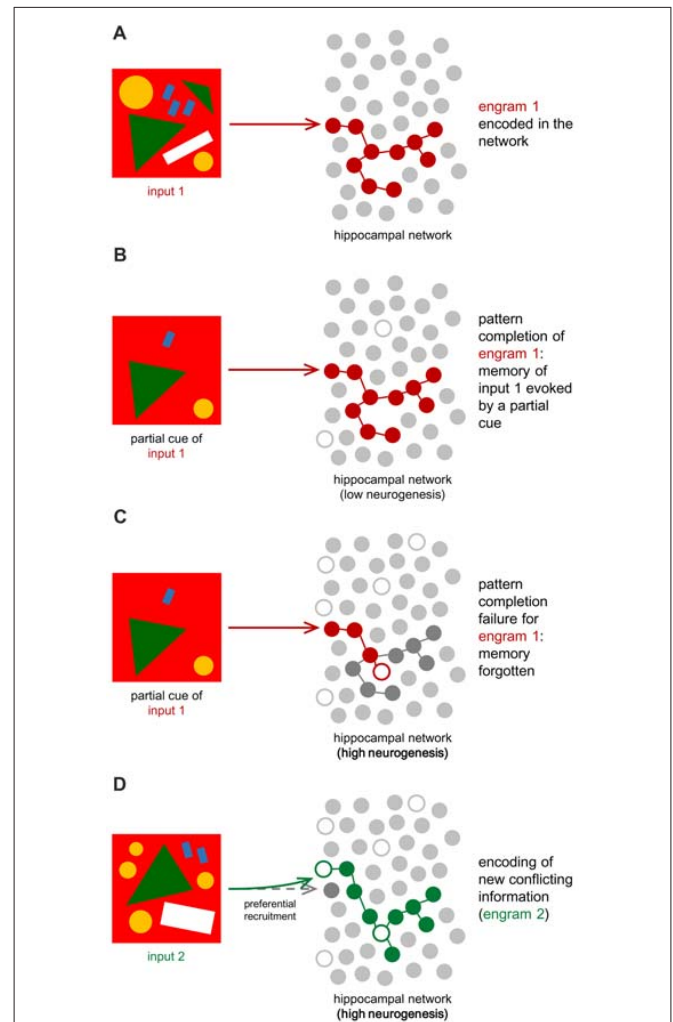 A
engram 1
encoded in the
network
input 1
hippocampal network
B
pattern
completion of
engram 1:
memory of
input 1 evoked
by a partial
cue
partial cue of
input 1
hippocampal network
(low neurogenesis)
C
pattern
completion
failure for
engram 1:
memory
forgotten
partial cue of
input 1
hippocampal network
(high neurogenesis)
D
preferential
recruitment
encoding of
new conflicting
information
(engram 2)
input 2
hippocampal network
(high neurogenesis)